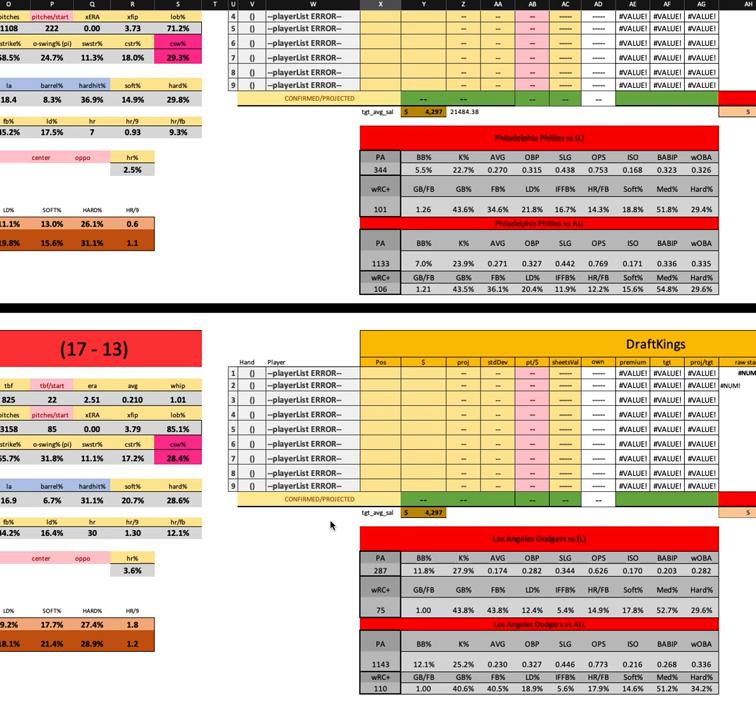 O P Q R S T U V W X Y Z AA AB AC AD AE AF AG AH
pitches pitches/start xERA xfip lob%
1108 222 0.00 3.73 71.2%
strike% o-swing% (pi) swstr% cstr% csw%
58.5% 24.7% 11.3% 18.0% 29.3%
la barrel% hardhit% soft% hard%
18.4 8.3% 36.9% 14.9% 29.8%
fb% ld% hr hr/9 hr/fb
45.2% 17.5% 7 0.93 9.3%
center oppo hr%
2.5%
LD% SOFT% HARD% HR/9
11.1% 13.0% 26.1% 0.6
19.8% 15.6% 31.1% 1.1
4 () --playerList ERROR-- -- -- -- ----- ----- #VALUE! #VALUE! #VALUE!
5 () --playerList ERROR-- -- -- -- ----- ----- #VALUE! #VALUE! #VALUE!
6 () --playerList ERROR-- -- -- -- ----- ----- #VALUE! #VALUE! #VALUE!
7 () --playerList ERROR-- -- -- -- ----- ----- #VALUE! #VALUE! #VALUE!
8 () --playerList ERROR-- -- -- -- ----- ----- #VALUE! #VALUE! #VALUE!
9 () --playerList ERROR-- -- -- -- ----- ----- #VALUE! #VALUE! #VALUE!
CONFIRMED/PROJECTED -- -- -- --- --
tgt_avg_sal $ 4,297 21484.38 5
Philadelphia Phillies vs (L)
PA BB% K% AVG OBP SLG OPS ISO BABIP wOBA
344 5.5% 22.7% 0.270 0.315 0.438 0.753 0.168 0.323 0.326
wRC+ GB/FB GB% FB% LD% IFFB% HR/FB Soft% Med% Hard%
101 1.26 43.6% 34.6% 21.8% 16.7% 14.3% 18.8% 51.8% 29.4%
Philadelphia Phillies vs ALL
PA BB% K% AVG OBP SLG OPS ISO BABIP wOBA
1133 7.0% 23.9% 0.271 0.327 0.442 0.769 0.171 0.336 0.335
wRC+ GB/FB GB% FB% LD% IFFB% HR/FB Soft% Med% Hard%
106 1.21 43.5% 36.1% 20.4% 11.9% 12.2% 15.6% 54.8% 29.6%
(17 - 13)
tbf tbf/start era avg whip
825 22 2.51 0.210 1.01
pitches pitches/start xERA xfip lob%
3158 85 0.00 3.79 85.1%
strike% o-swing% (pi) swstr% cstr% csw%
65.7% 31.8% 11.1% 17.2% 28.4%
la barrel% hardhit% soft% hard%
16.9 6.7% 31.1% 20.7% 28.6%
fb% ld% hr hr/9 hr/fb
44.2% 16.4% 30 1.30 12.1%
center oppo hr%
3.6%
LD% SOFT% HARD% HR/9
9.2% 17.7% 27.4% 1.8
18.1% 21.4% 28.9% 1.2
DraftKings
Hand Player Pos $ proj stdDev pt/$ sheetsVal own premium tgt proj/tgt raw sta
1 () --playerList ERROR-- -- -- -- ----- ----- #VALUE! #VALUE! #VALUE! #NUM
2 () --playerList ERROR-- -- -- -- ----- ----- #VALUE! #VALUE! #VALUE! #NUM!
3 () --playerList ERROR-- -- -- -- ----- ----- #VALUE! #VALUE! #VALUE!
4 () --playerList ERROR-- -- -- -- ----- ----- #VALUE! #VALUE! #VALUE!
5 () --playerList ERROR-- -- -- -- ----- ----- #VALUE! #VALUE! #VALUE!
6 () --playerList ERROR-- -- -- -- ----- ----- #VALUE! #VALUE! #VALUE!
7 () --playerList ERROR-- -- -- -- ----- ----- #VALUE! #VALUE! #VALUE!
8 () --playerList ERROR-- -- -- -- ----- ----- #VALUE! #VALUE! #VALUE!
9 () --playerList ERROR-- -- -- -- ----- ----- #VALUE! #VALUE! #VALUE!
CONFIRMED/PROJECTED -- -- -- --- --
tgt_avg_sal $ 4,297 5
Los Angeles Dodgers vs (L)
PA BB% K% AVG OBP SLG OPS ISO BABIP wOBA
287 11.8% 27.9% 0.174 0.282 0.344 0.626 0.170 0.203 0.282
wRC+ GB/FB GB% FB% LD% IFFB% HR/FB Soft% Med% Hard%
75 1.00 43.8% 43.8% 12.4% 5.4% 14.9% 17.8% 52.7% 29.6%
Los Angeles Dodgers vs ALL
PA BB% K% AVG OBP SLG OPS ISO BABIP wOBA
1143 12.1% 25.2% 0.230 0.327 0.446 0.773 0.216 0.268 0.336
wRC+ GB/FB GB% FB% LD% IFFB% HR/FB Soft% Med% Hard%
110 1.00 40.6% 40.5% 18.9% 5.6% 17.9% 14.6% 51.2% 34.2%